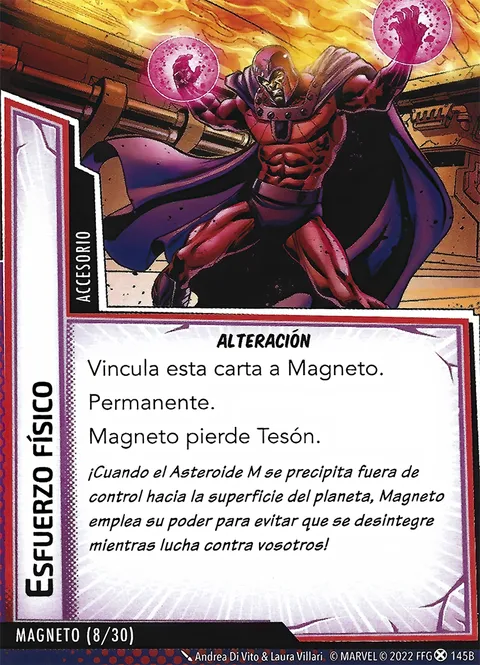 ACCESORIO
ESFUERZO FÍSICO
ALTERACIÓN
Vincula esta carta a Magneto.
Permanente.
Magneto pierde Tesón.
¡Cuando el Asteroide M se precipita fuera de
control hacia la superficie del planeta, Magneto
emplea su poder para evitar que se desintegre
mientras lucha contra vosotros!
MAGNETO (8/30)
Andrea Di Vito & Laura Villari. © MARVEL © 2022 FFG 145B